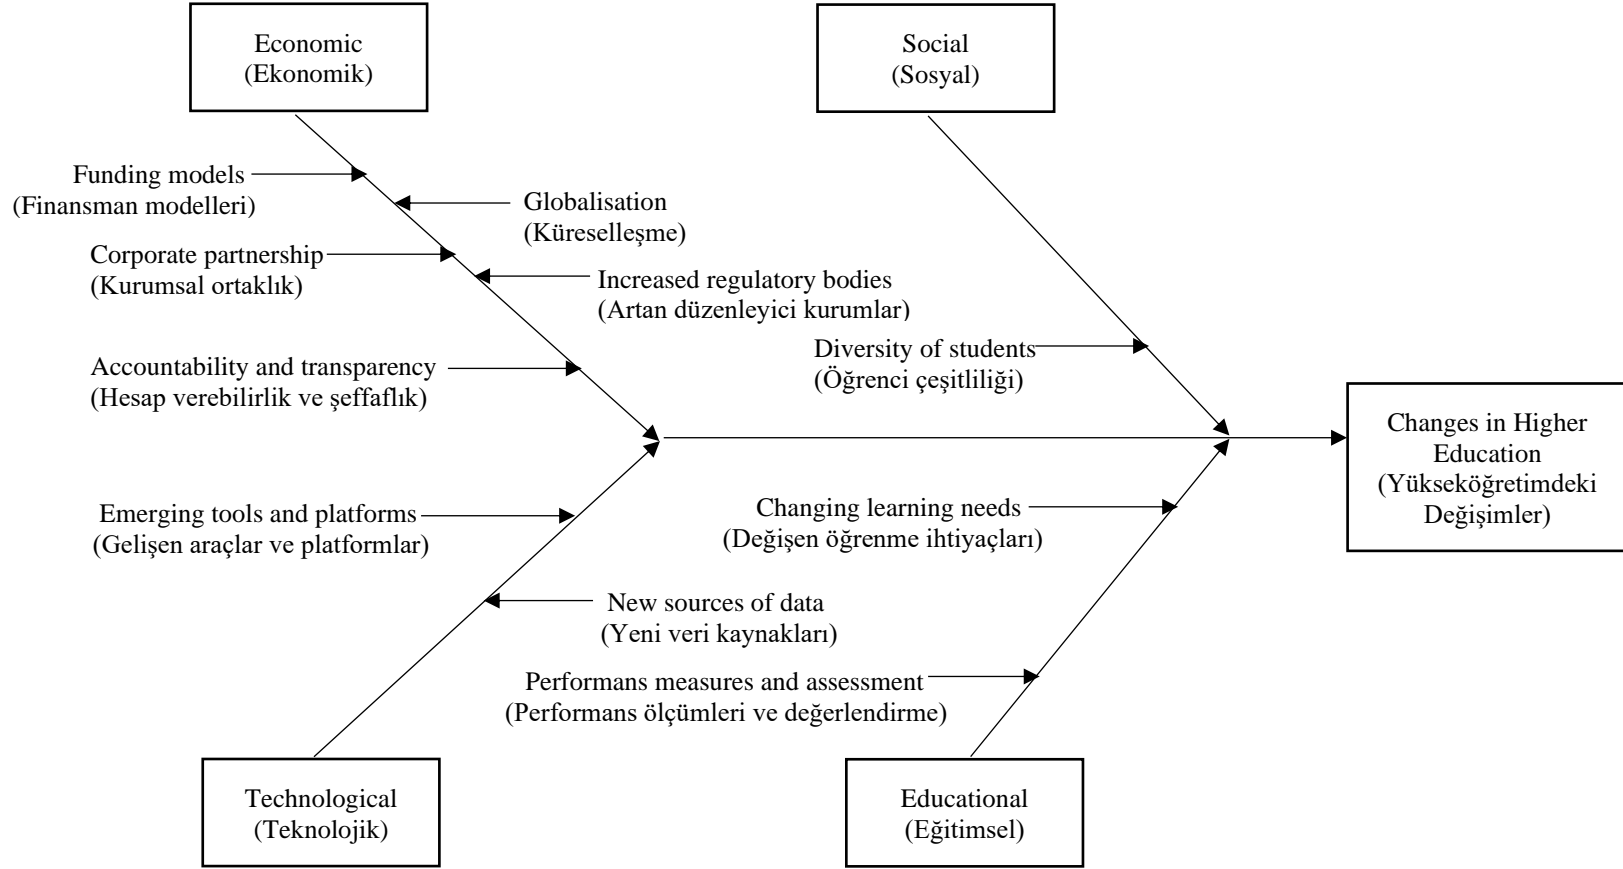 Economic
(Ekonomik)
Social
(Sosyal)
Funding models
(Finansman modelleri)
Globalisation
(Küreselleşme)
Corporate partnership
(Kurumsal ortaklık)
Increased regulatory bodies
(Artan düzenleyici kurumlar)
Diversity of students
(Öğrenci çeşitliliği)
Accountability and transparency
(Hesap verebilirlik ve şeffaflık)
Changes in Higher
Education
(Yükseköğretimdeki
Değişimler)
Emerging tools and platforms
(Gelişen araçlar ve platformlar)
Changing learning needs
(Değişen öğrenme ihtiyaçları)
New sources of data
(Yeni veri kaynakları)
Performans measures and assessment
(Performans ölçümleri ve değerlendirme)
Technological
(Teknolojik)
Educational
(Eğitimsel)